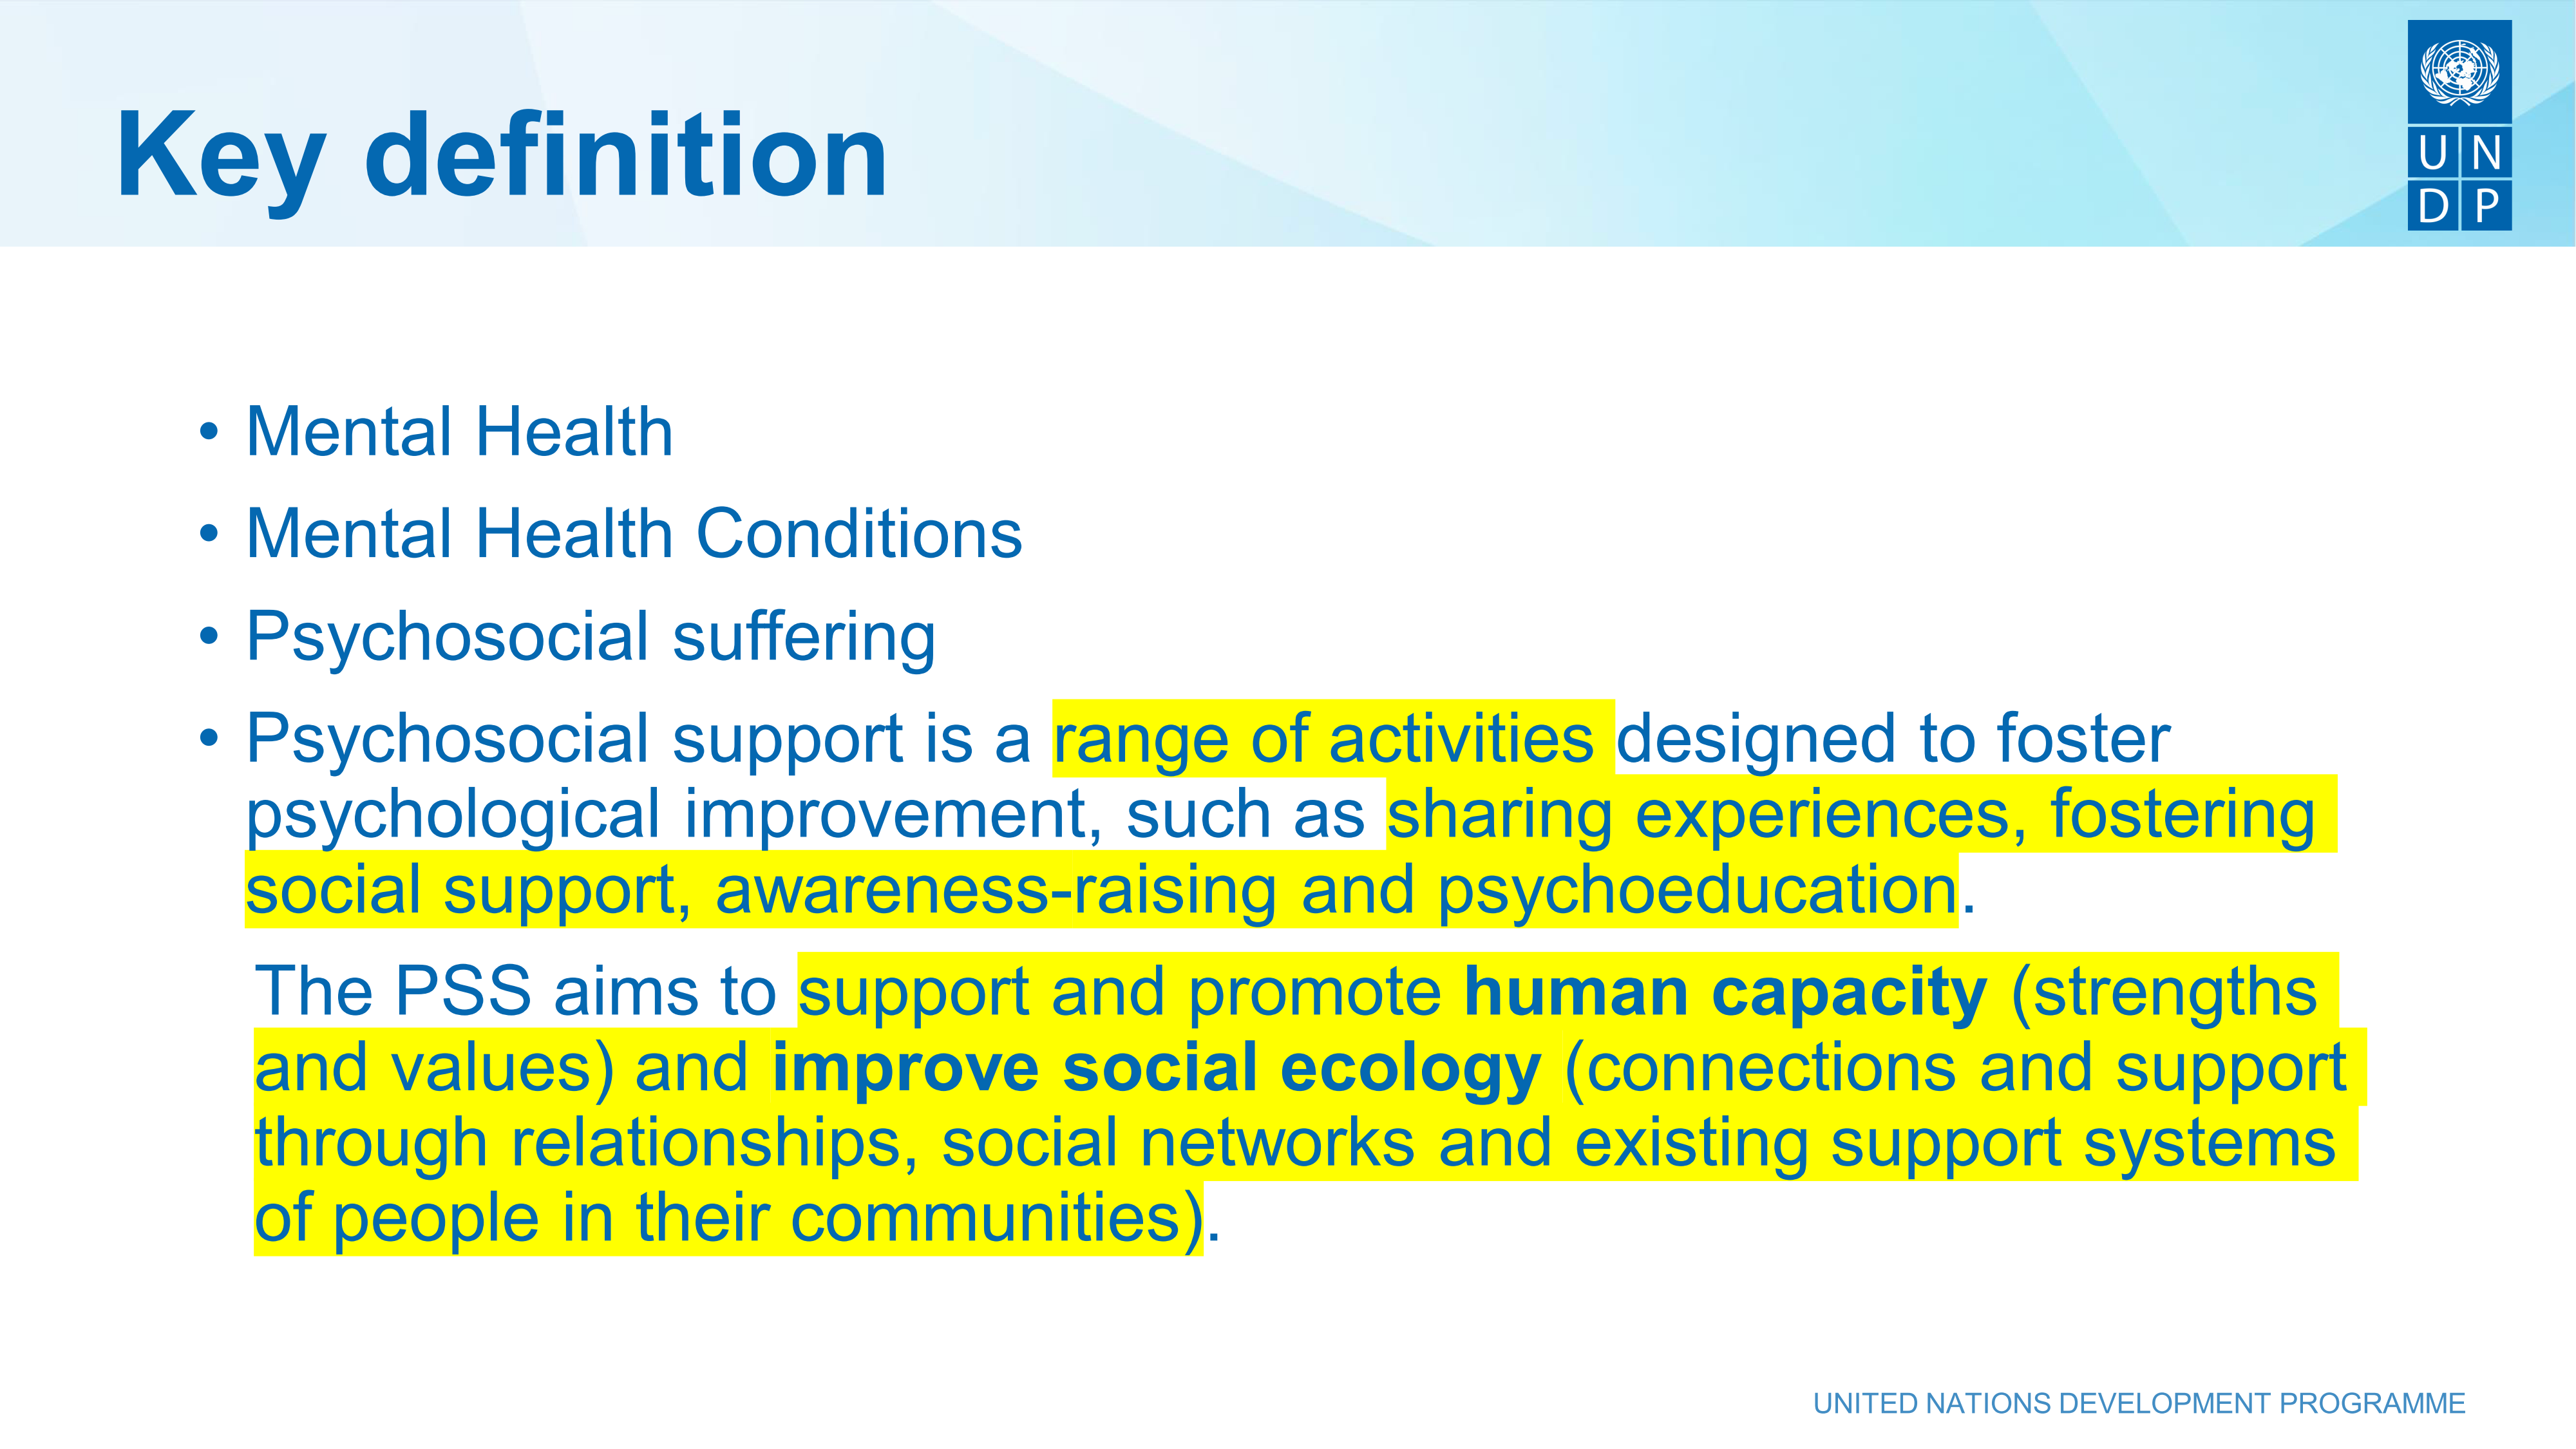 Key definition
U N
D P
• Mental Health
• Mental Health Conditions
• Psychosocial suffering
• Psychosocial support is a range of activities designed to foster
psychological improvement, such as sharing experiences, fostering
social support, awareness-raising and psychoeducation.
The PSS aims to support and promote human capacity (strengths
and values) and improve social ecology (connections and support
through relationships, social networks and existing support systems
of people in their communities).
UNITED NATIONS DEVELOPMENT PROGRAMME